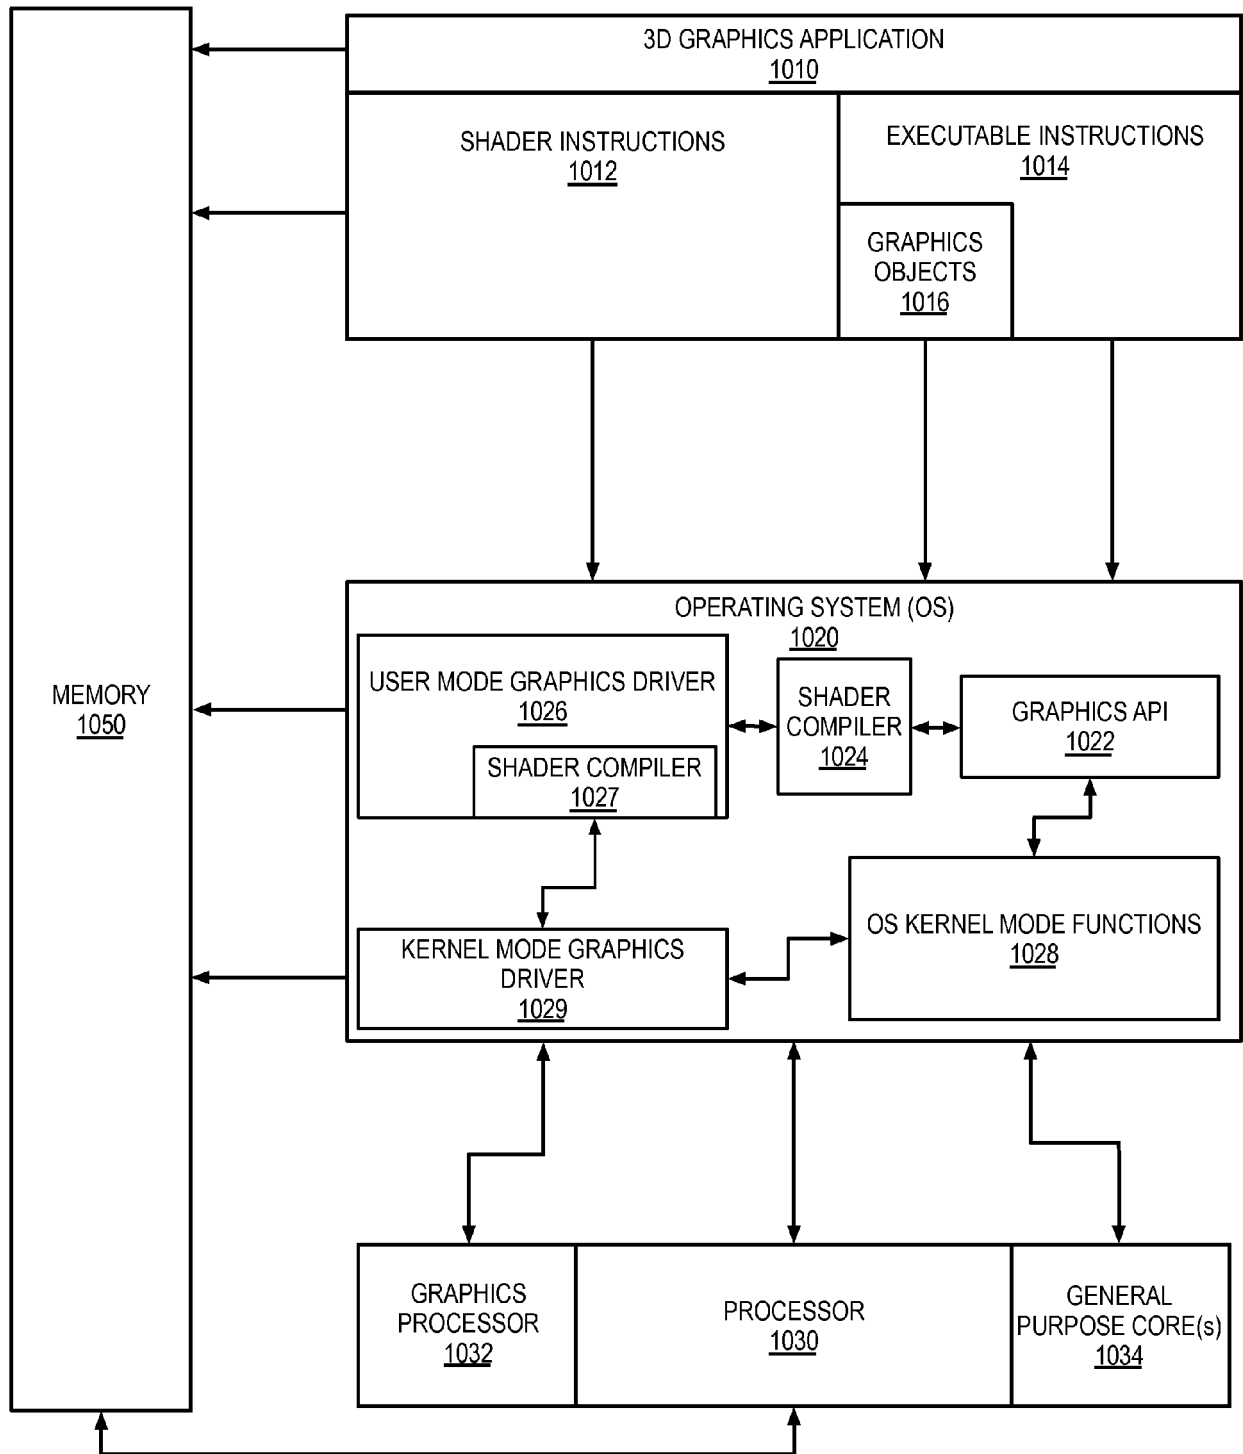 3D GRAPHICS APPLICATION
1010
SHADER INSTRUCTIONS
1012
EXECUTABLE INSTRUCTIONS
1014
GRAPHICS
OBJECTS
1016
MEMORY
1050
OPERATING SYSTEM (OS)
1020
USER MODE GRAPHICS DRIVER
1026
SHADER COMPILER
1027
SHADER
COMPILER
1024
GRAPHICS API
1022
KERNEL MODE GRAPHICS
DRIVER
1029
OS KERNEL MODE FUNCTIONS
1028
GRAPHICS
PROCESSOR
1032
PROCESSOR
1030
GENERAL
PURPOSE CORE(s)
1034